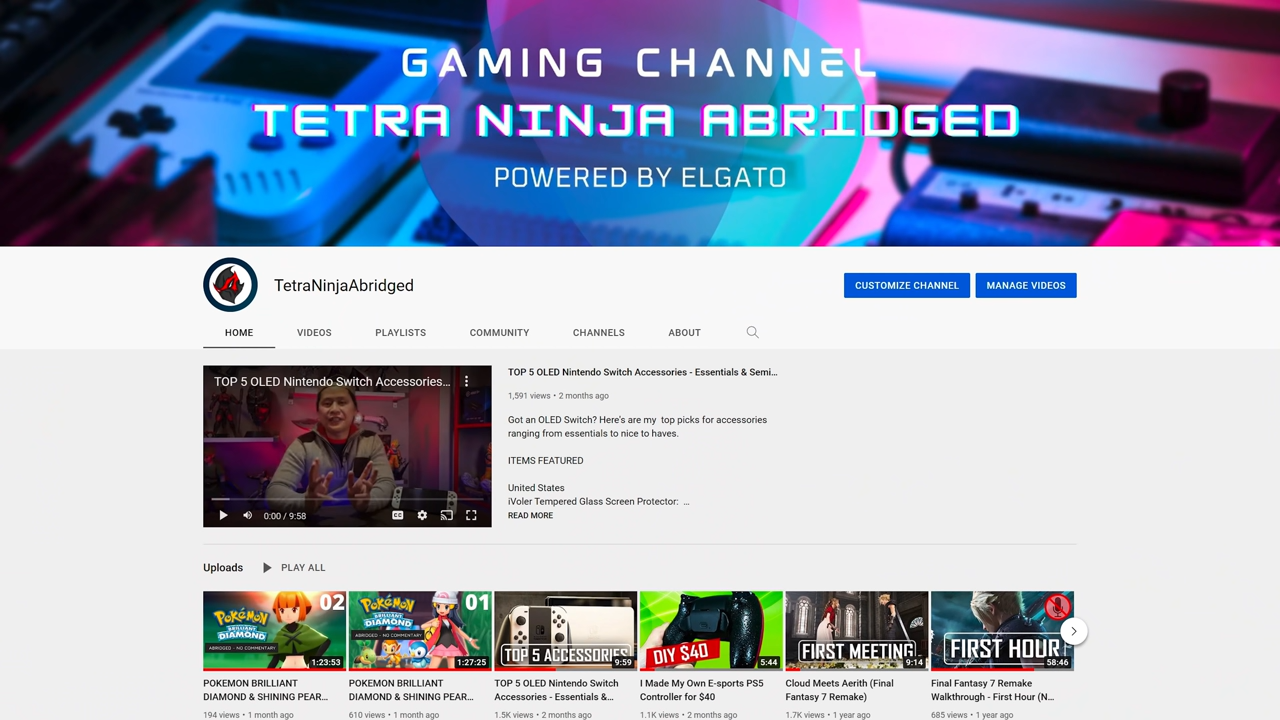 GAMING CHANNEL
TETRA NINJA ABRIDGED
POWERED BY ELGATO
TetraNinjaAbridged
CUSTOMIZE CHANNEL
MANAGE VIDEOS
HOME VIDEOS PLAYLISTS COMMUNITY CHANNELS ABOUT
TOP 5 OLED Nintendo Switch Accessories...
0:00 / 9:58
TOP 5 OLED Nintendo Switch Accessories - Essentials & Semi...
1,591 views • 2 months ago
Got an OLED Switch? Here's are my top picks for accessories
ranging from essentials to nice to haves.
ITEMS FEATURED
United States
iVoler Tempered Glass Screen Protector: ...
READ MORE
Uploads PLAY ALL
02
POKéMON
BRILLIANT
DIAMOND
ABRIDGED - NO COMMENTARY
1:23:53
POKEMON BRILLIANT
DIAMOND & SHINING PEAR...
194 views • 1 month ago
01
POKéMON
BRILLIANT
DIAMOND
ABRIDGED - NO COMMENTARY
1:27:25
POKEMON BRILLIANT
DIAMOND & SHINING PEAR...
610 views • 1 month ago
TOP 5 ACCESSORIES
9:59
TOP 5 OLED Nintendo Switch
Accessories - Essentials &...
1.5K views • 2 months ago
DIY $40
5:44
I Made My Own E-sports PS5
Controller for $40
1.1K views • 2 months ago
FIRST MEETING
9:14
Cloud Meets Aerith (Final
Fantasy 7 Remake)
1.7K views • 1 year ago
FIRST HOUR
58:46
Final Fantasy 7 Remake
Walkthrough - First Hour (N...
685 views • 1 year ago